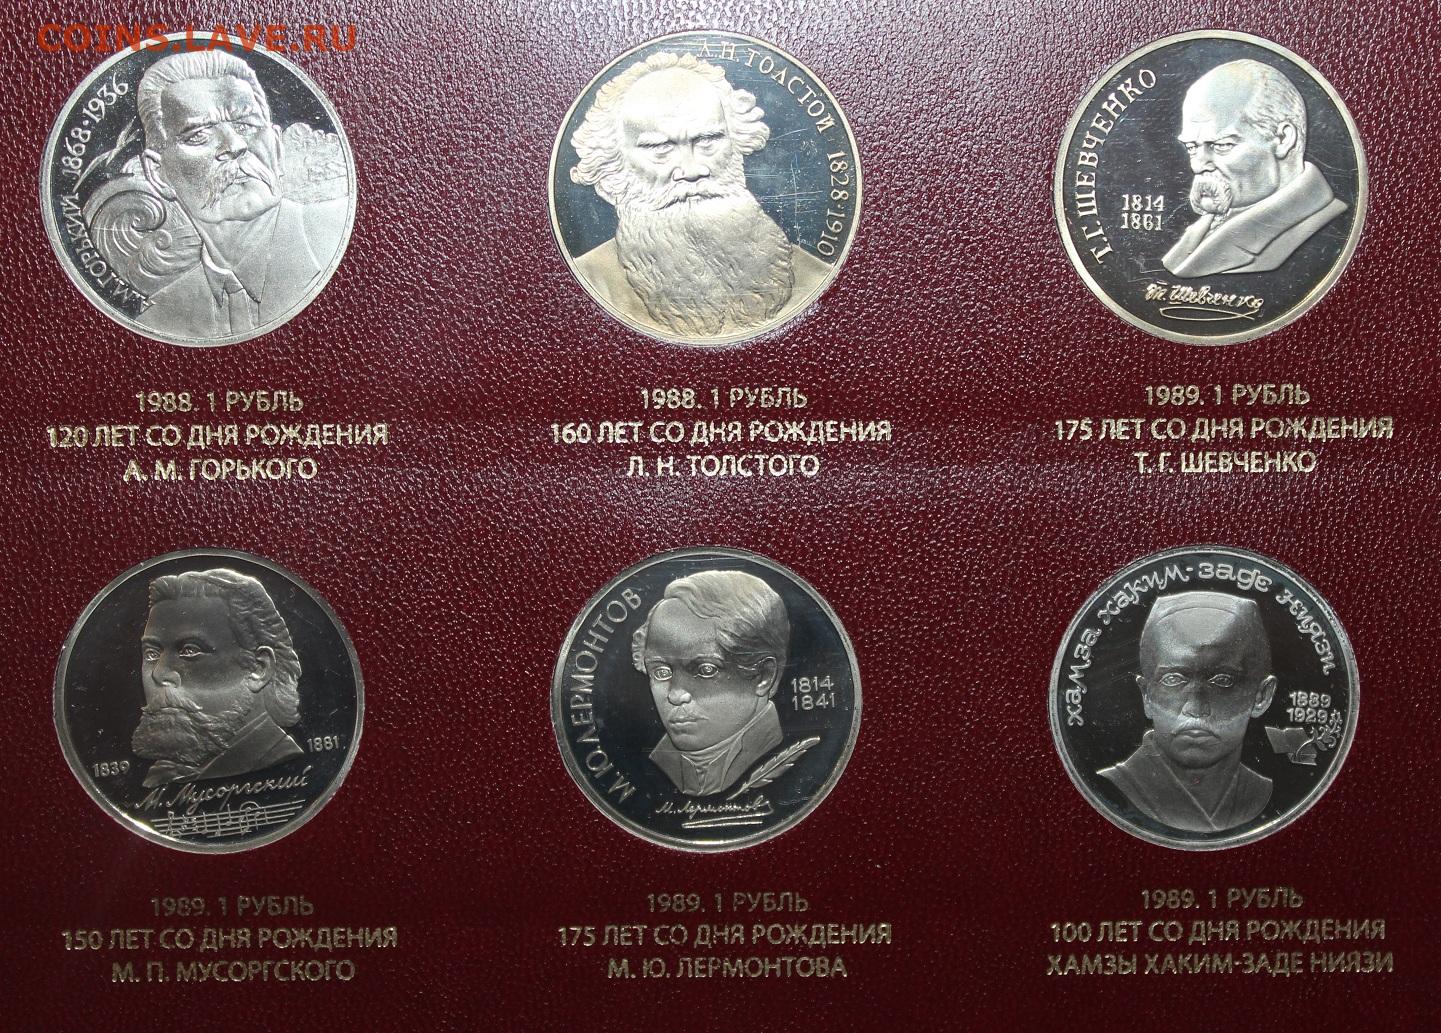 COINS.LAVE.RU
А.М.ГОРЬКИЙ 1868·1936
Л.Н.ТОЛСТОЙ 1828·1910
Т.Г. ШЕВЧЕНКО
1814
1861
Т. Шевченко
1988. 1 РУБЛЬ
120 ЛЕТ СО ДНЯ РОЖДЕНИЯ
А. М. ГОРЬКОГО
1988. 1 РУБЛЬ
160 ЛЕТ СО ДНЯ РОЖДЕНИЯ
Л. Н. ТОЛСТОГО
1989. 1 РУБЛЬ
175 ЛЕТ СО ДНЯ РОЖДЕНИЯ
Т. Г. ШЕВЧЕНКО
1839
1881
М. Мусоргский
М.Ю.ЛЕРМОНТОВ
1814
1841
М. Лермонтов
хамза хаким-заде ниязи
1889
1929
1989. 1 РУБЛЬ
150 ЛЕТ СО ДНЯ РОЖДЕНИЯ
М. П. МУСОРГСКОГО
1989. 1 РУБЛЬ
175 ЛЕТ СО ДНЯ РОЖДЕНИЯ
М. Ю. ЛЕРМОНТОВА
1989. 1 РУБЛЬ
100 ЛЕТ СО ДНЯ РОЖДЕНИЯ
ХАМЗЫ ХАКИМ-ЗАДЕ НИЯЗИ